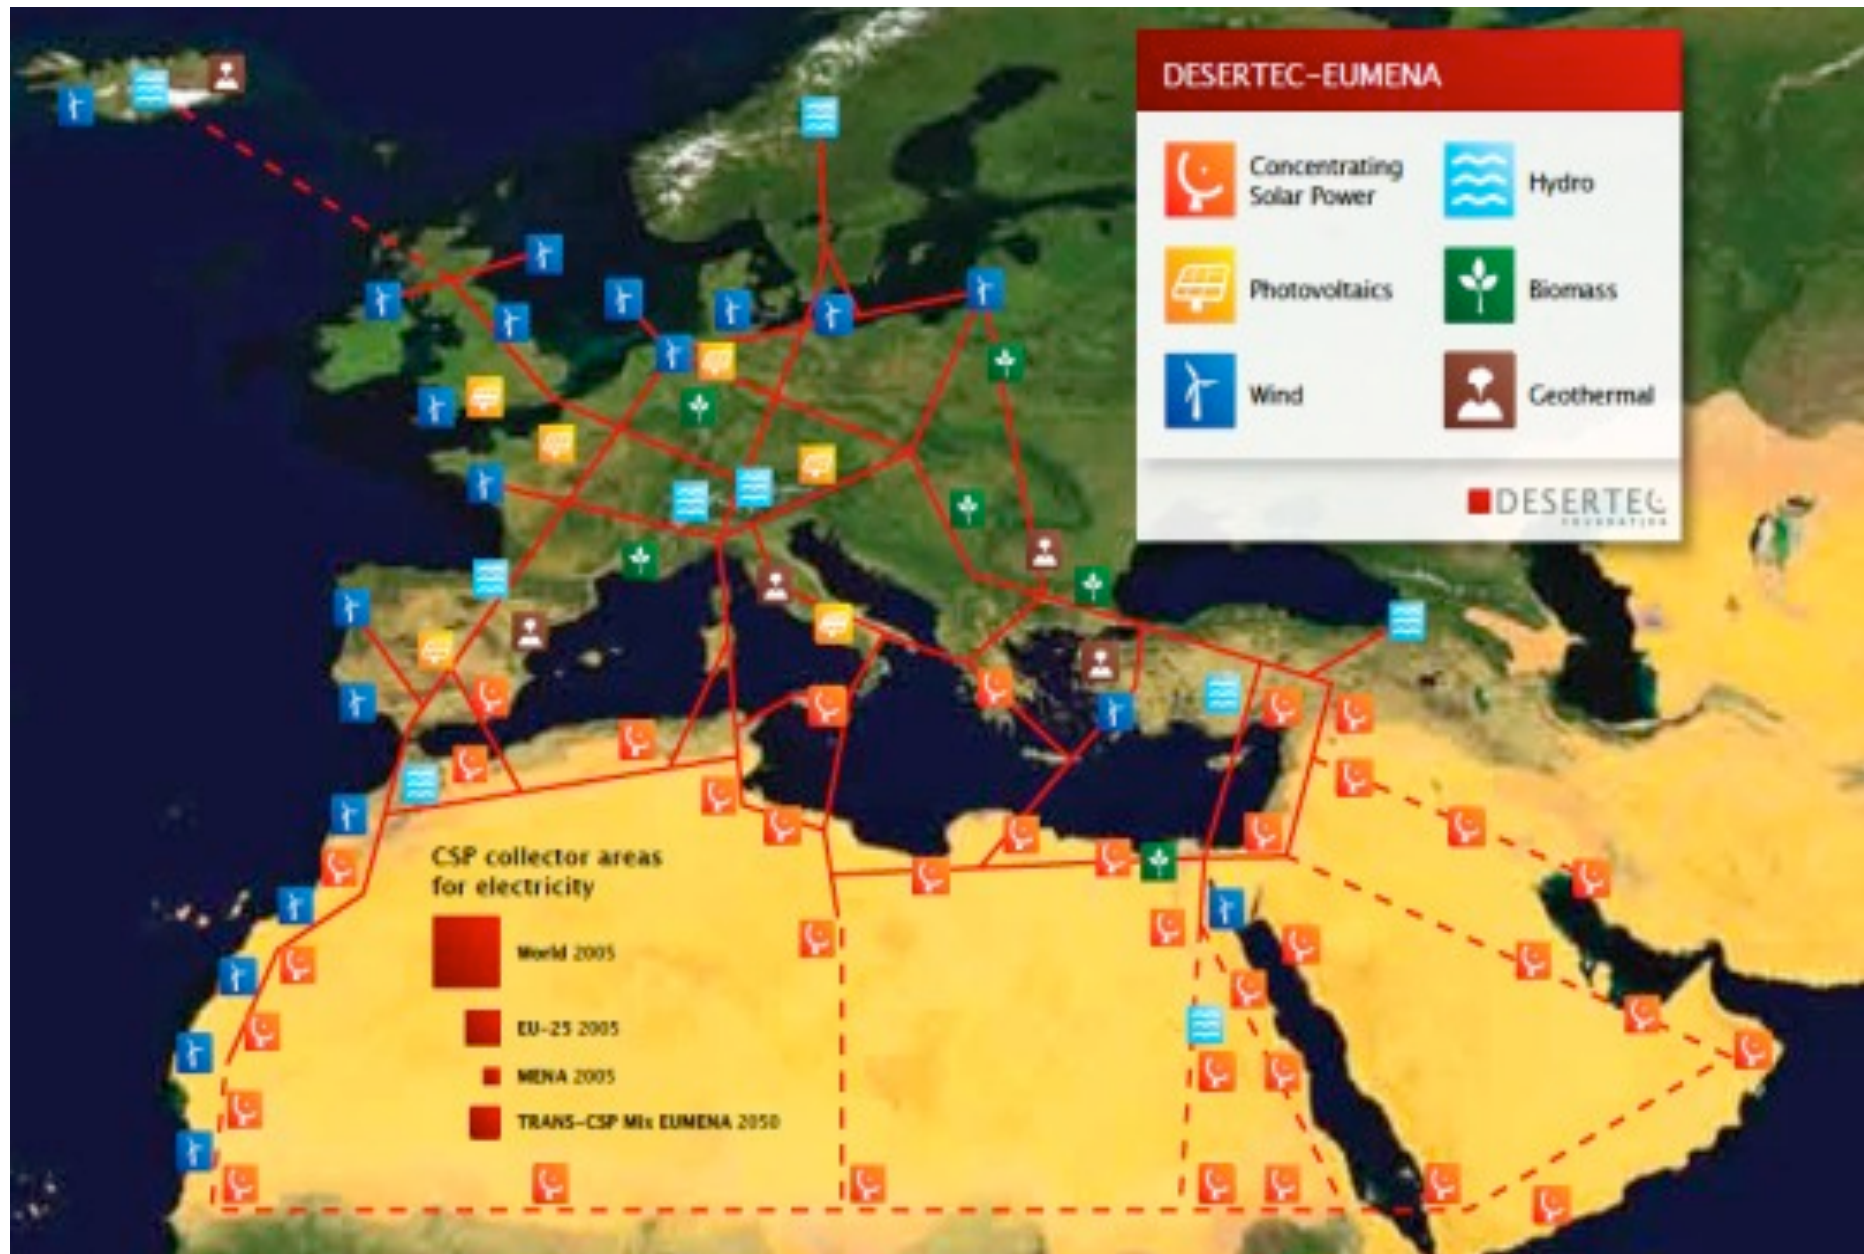 DESERTEC-EUMENA
Concentrating
Solar Power
Hydro
Photovoltaics
Biomass
Wind
Geothermal
DESERTEC
FOUNDATION
CSP collector areas
for electricity
World 2005
EU-25 2005
MENA 2005
TRANS-CSP Mix EUMENA 2050